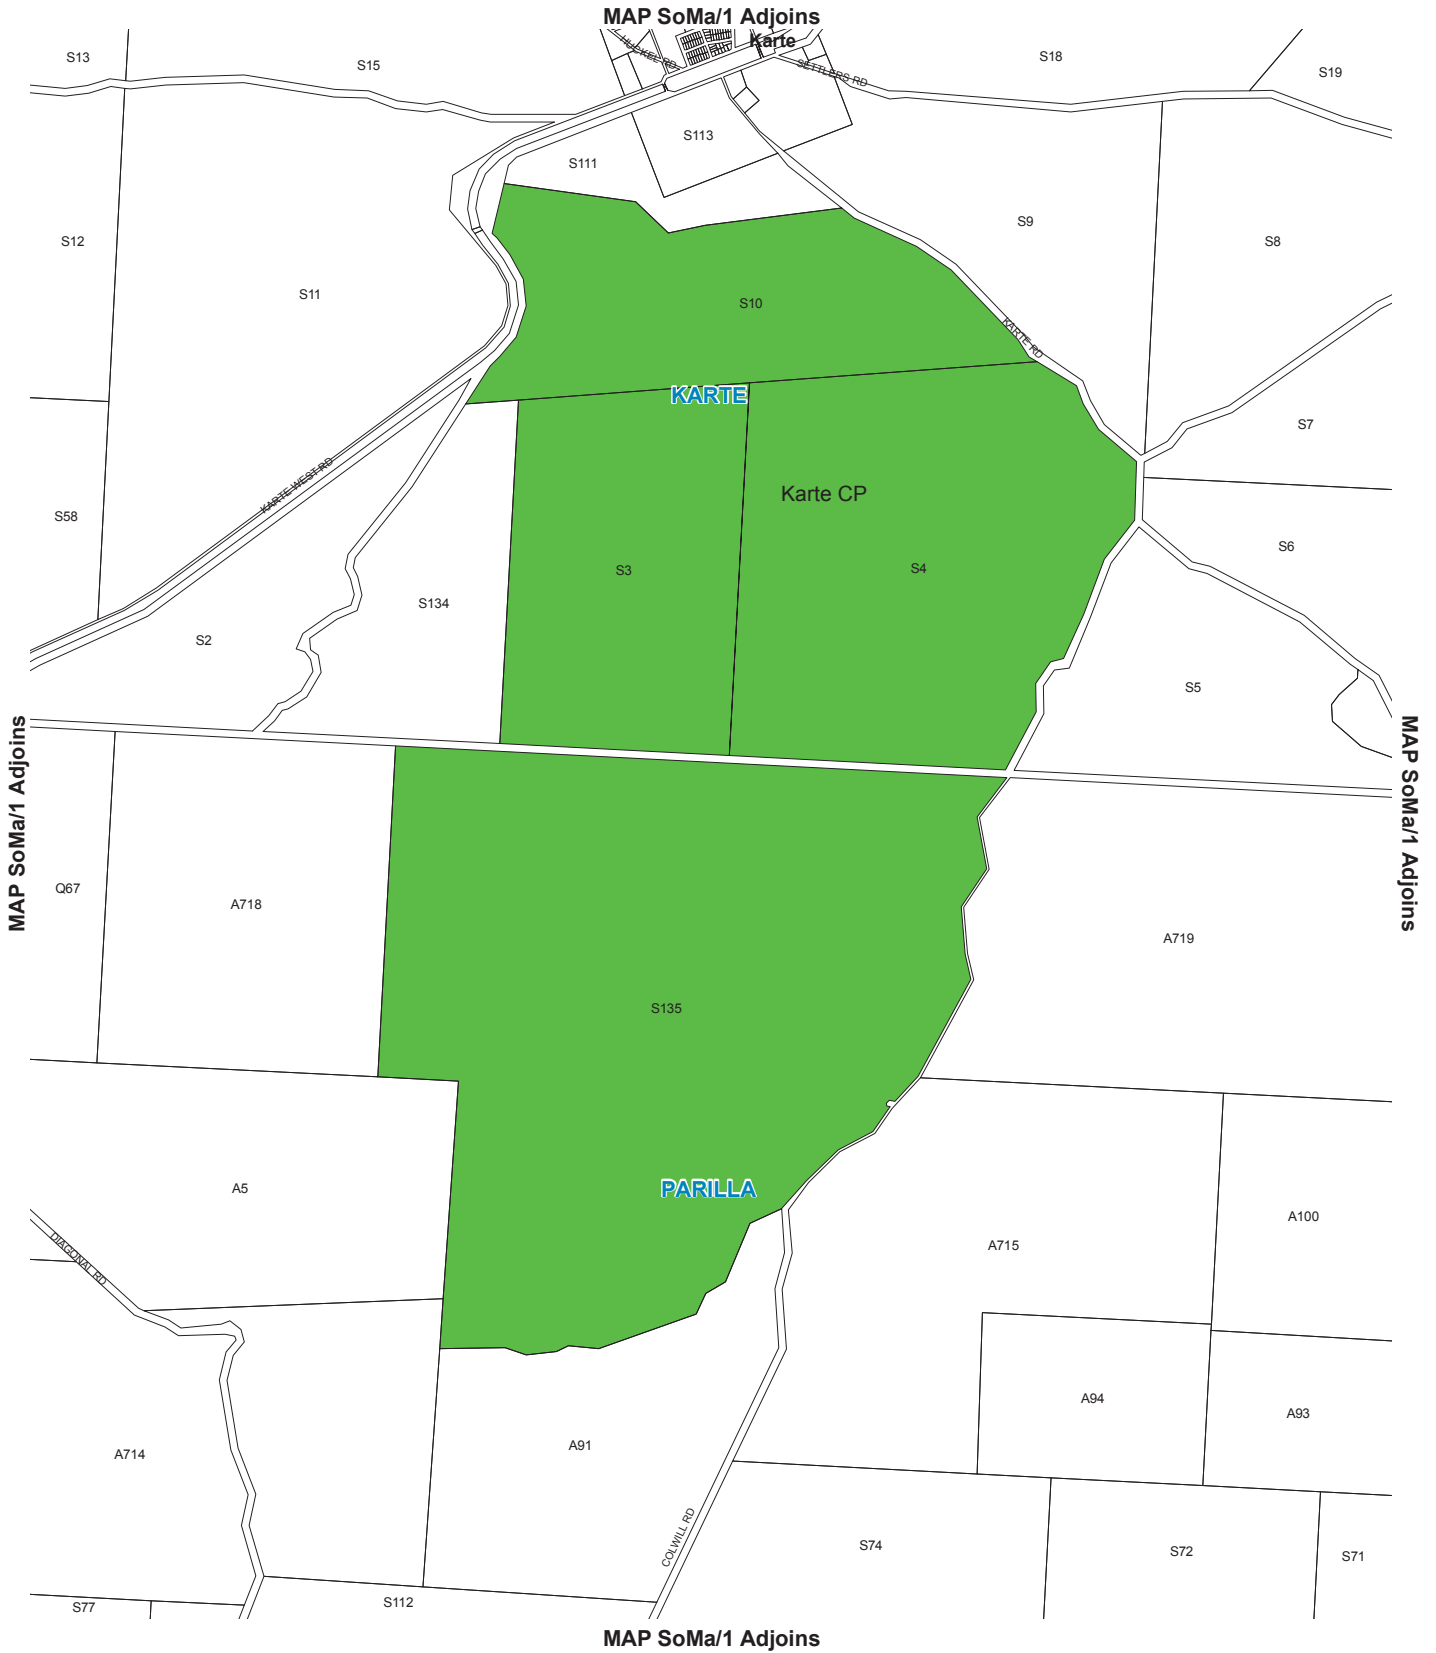 MAP SoMa/1 Adjoins
Karte
HURKEL RD
SETTLERS RD
S13
S15
S18
S19
S113
S111
S12
S11
S9
S8
S10
KARTE RD
KARTE
S7
Karte CP
KARTE WEST RD
S58
S6
S3
S4
S134
S2
S5
MAP SoMa/1 Adjoins
MAP SoMa/1 Adjoins
Q67
A718
A719
S135
A5
PARILLA
A100
A715
DIAGONAL RD
A94
A93
A714
A91
COLWILL RD
S74
S72
S71
S77
S112
MAP SoMa/1 Adjoins